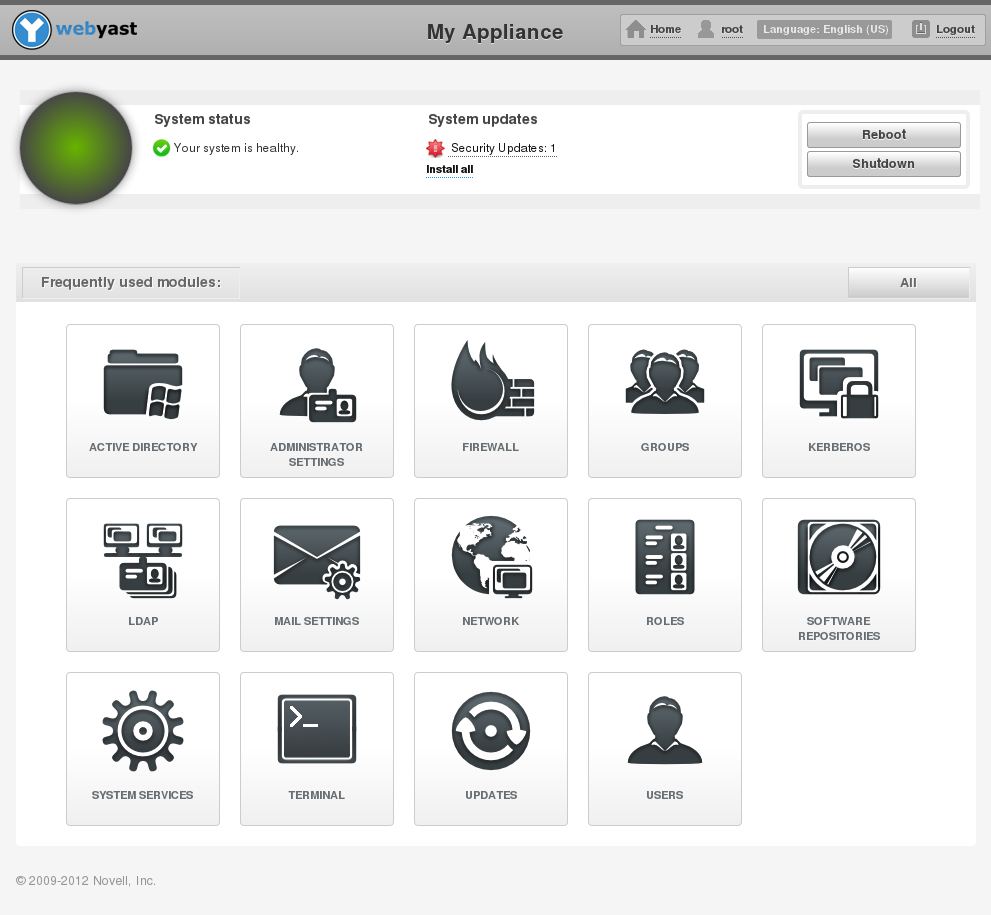 webyast
My Appliance
Home
root
Language: English (US)
Logout
System status
Your system is healthy.
System updates
Security Updates: 1
Install all
Reboot
Shutdown
Frequently used modules:
All
ACTIVE DIRECTORY
ADMINISTRATOR
SETTINGS
FIREWALL
GROUPS
KERBEROS
LDAP
MAIL SETTINGS
NETWORK
ROLES
SOFTWARE
REPOSITORIES
SYSTEM SERVICES
TERMINAL
UPDATES
USERS
© 2009-2012 Novell, Inc.